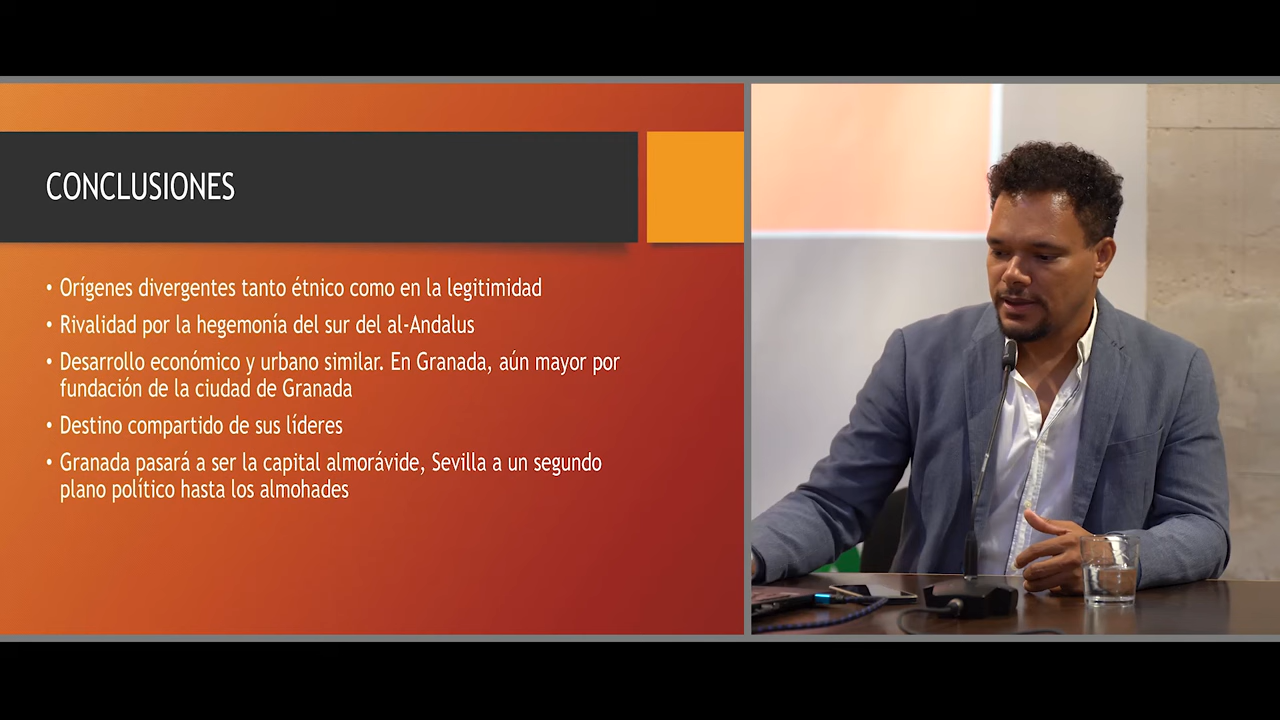 CONCLUSIONES
• Orígenes divergentes tanto étnico como en la legitimidad
• Rivalidad por la hegemonía del sur del al-Andalus
• Desarrollo económico y urbano similar. En Granada, aún mayor por
fundación de la ciudad de Granada
• Destino compartido de sus líderes
• Granada pasará a ser la capital almorávide, Sevilla a un segundo
plano político hasta los almohades